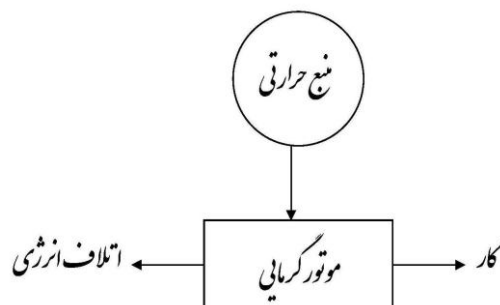 منبع حرارتی
کار
موتور گرمایی
اتلاف انرژی